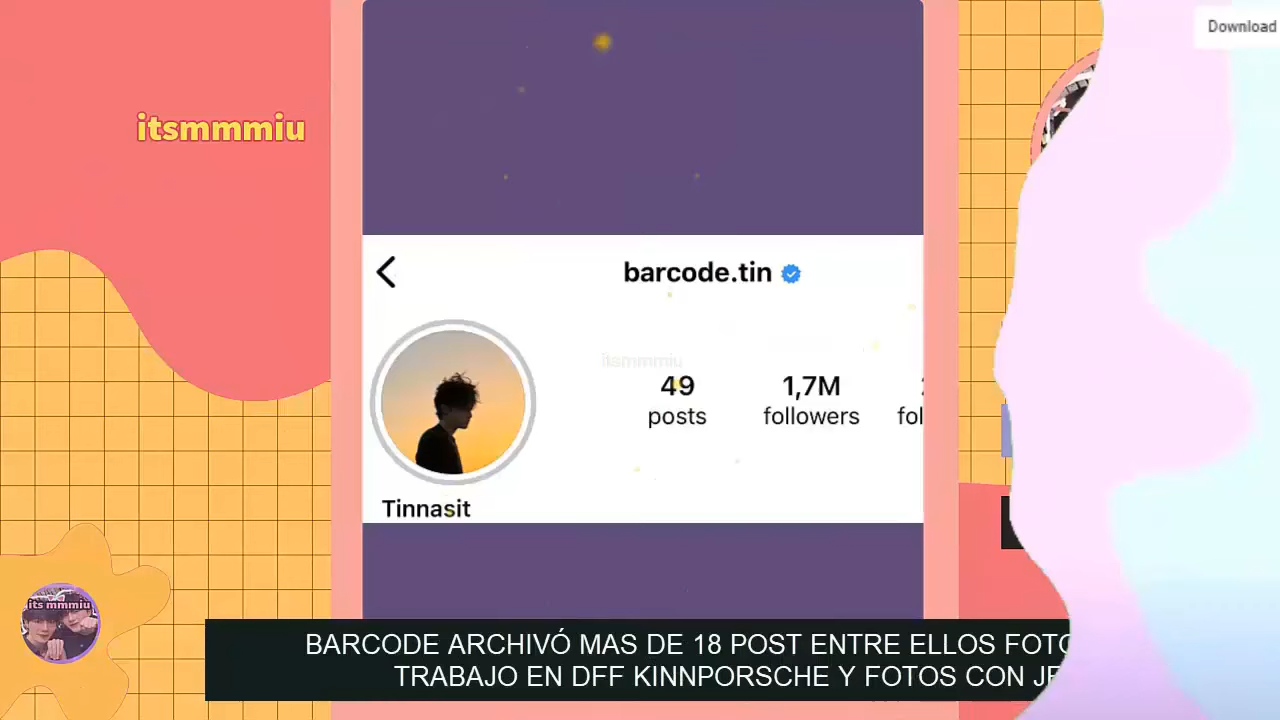 Download
itsmmmiu
barcode.tin
itsmmmiu
49
posts
1,7M
followers
Tinnasit
its mmmiu
BARCODE ARCHIVÓ MAS DE 18 POST ENTRE ELLOS
TRABAJO EN DFF KINNPORSCHE Y FOTOS CON